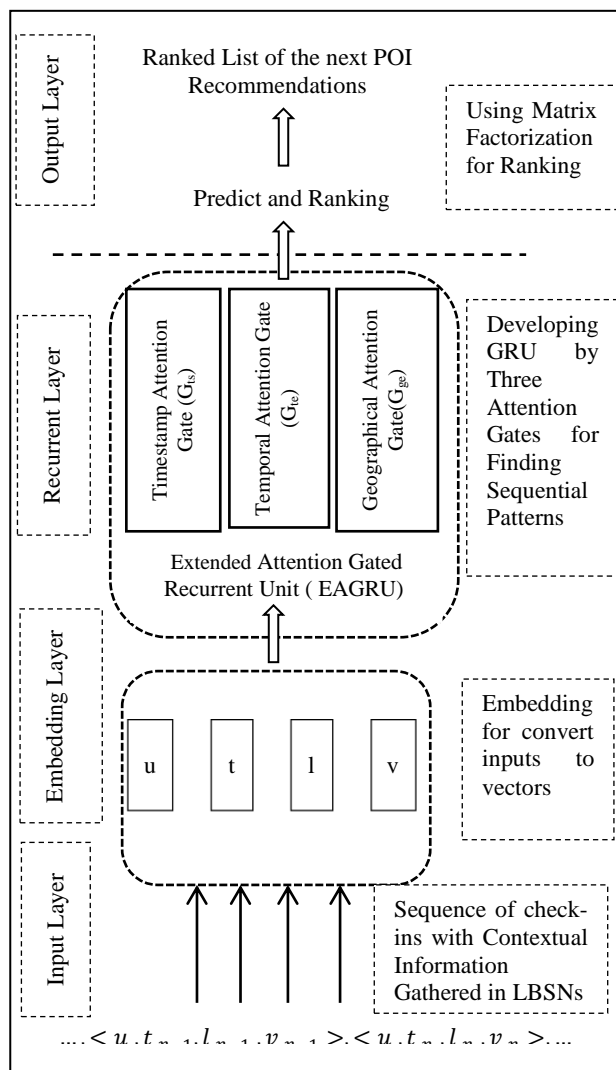 Output Layer
Ranked List of the next POI
Recommendations
Predict and Ranking
Using Matrix
Factorization
for Ranking
Recurrent Layer
Timestamp Attention
Gate (Gts)
Temporal Attention Gate
(Gte)
Geographical Attention
Gate(Gge)
Extended Attention Gated
Recurrent Unit ( EAGRU)
Developing
GRU by
Three
Attention
Gates for
Finding
Sequential
Patterns
Embedding Layer
u t l v
Embedding
for convert
inputs to
vectors
Input Layer
Sequence of check-
ins with Contextual
Information
Gathered in LBSNs
…. < u . t n−1 . l n−1 . v n−1 > . < u . t n . l n . v n > . …